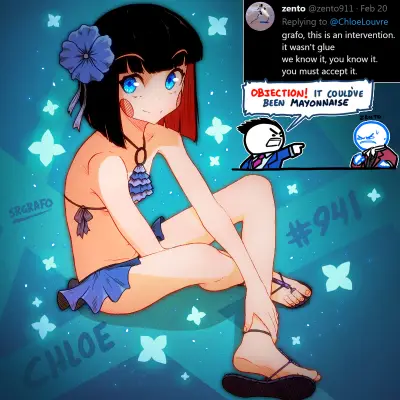 zento @zento911 · Feb 20
Replying to @ChloeLouvre
grafo, this is an intervention.
it wasn't glue
we know it, you know it.
you must accept it.
OBJECTION! IT COULD'VE
BEEN MAYONNAISE
ZENTO
SRGRAFO
#941
CHLOE